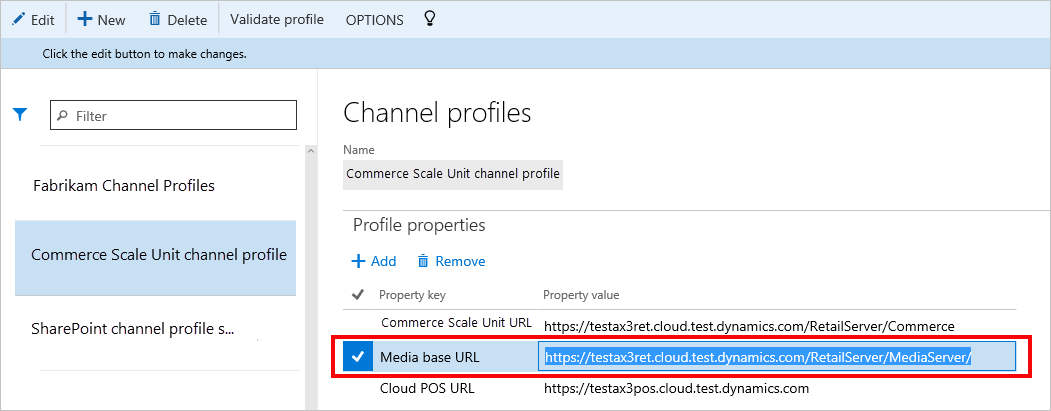 Edit New Delete Validate profile OPTIONS
Click the edit button to make changes.
Filter
Fabrikam Channel Profiles
Commerce Scale Unit channel profile
SharePoint channel profile s...
Channel profiles
Name
Commerce Scale Unit channel profile
Profile properties
Add Remove
Property key Property value
Commerce Scale Unit URL https://testax3ret.cloud.test.dynamics.com/RetailServer/Commerce
Media base URL https://testax3ret.cloud.test.dynamics.com/RetailServer/MediaServer/
Cloud POS URL https://testax3pos.cloud.test.dynamics.com